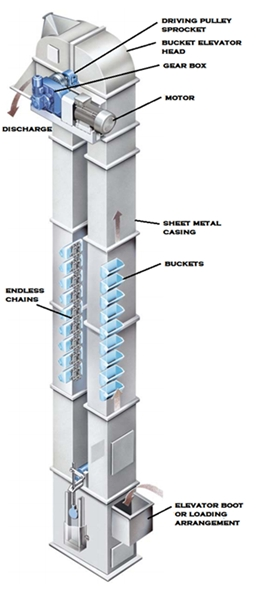 DRIVING PULLEY
SPROCKET
BUCKET ELEVATOR
HEAD
GEAR BOX
MOTOR
DISCHARGE
SHEET METAL
CASING
BUCKETS
ENDLESS
CHAINS
ELEVATOR BOOT
OR LOADING
ARRANGEMENT